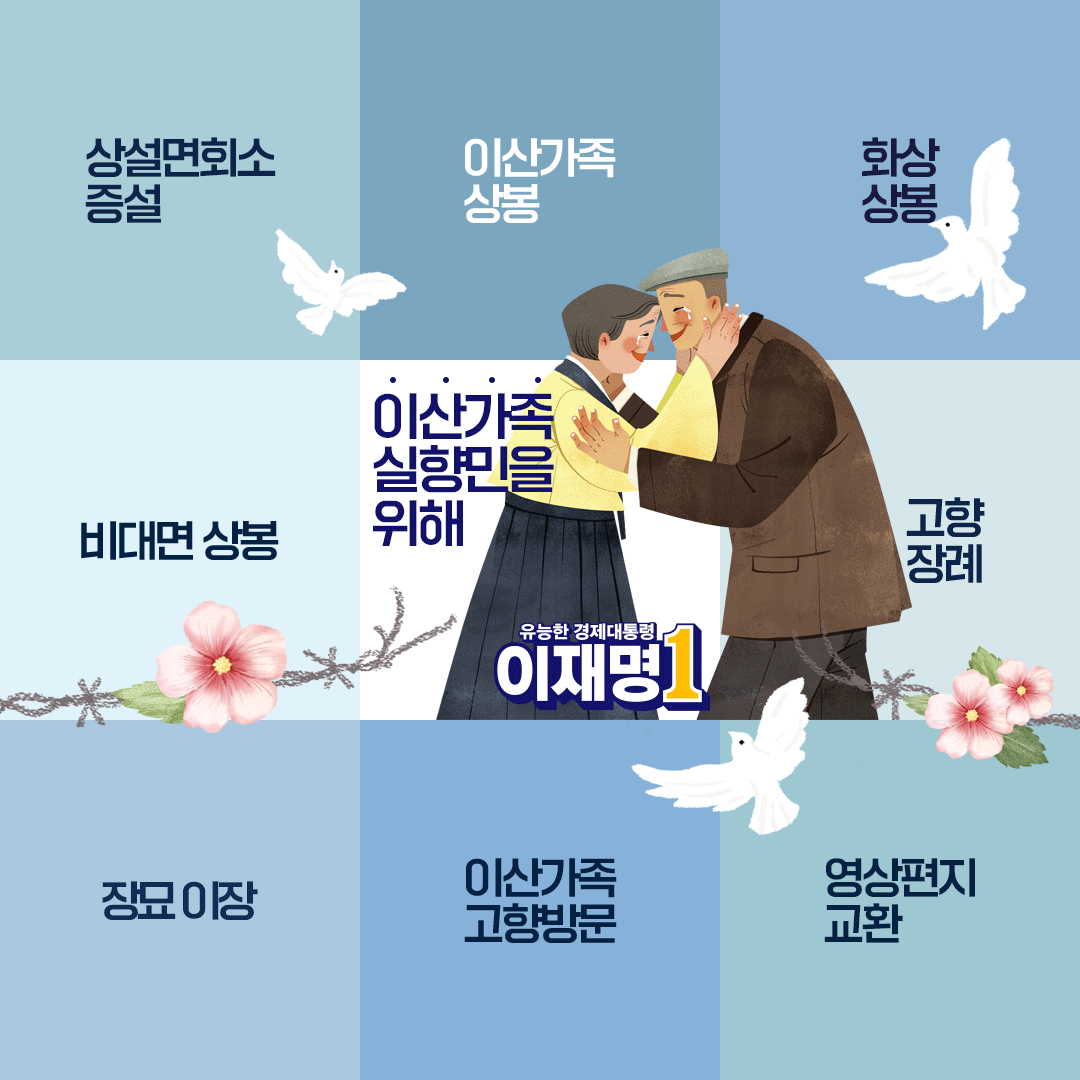 상설면회소
증설
이산가족
상봉
화상
상봉
비대면 상봉
이산가족
실향민을
위해
유능한 경제대통령
이재명1
고향
장례
장묘 이장
이산가족
고향방문
영상편지
교환